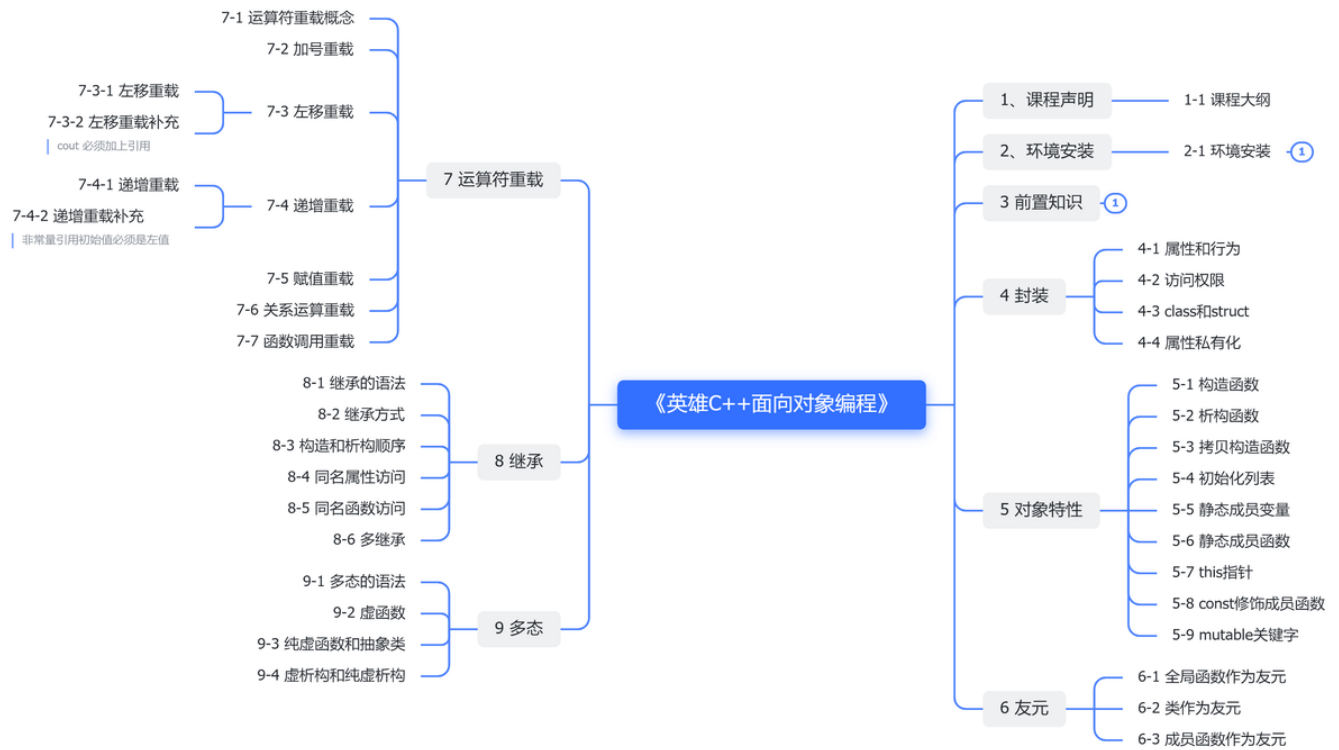 《英雄C++面向对象编程》
1、课程声明
1-1 课程大纲
2、环境安装
2-1 环境安装
1
3 前置知识
1
4 封装
4-1 属性和行为
4-2 访问权限
4-3 class和struct
4-4 属性私有化
5 对象特性
5-1 构造函数
5-2 析构函数
5-3 拷贝构造函数
5-4 初始化列表
5-5 静态成员变量
5-6 静态成员函数
5-7 this指针
5-8 const修饰成员函数
5-9 mutable关键字
6 友元
6-1 全局函数作为友元
6-2 类作为友元
6-3 成员函数作为友元
7 运算符重载
7-1 运算符重载概念
7-2 加号重载
7-3 左移重载
7-3-1 左移重载
7-3-2 左移重载补充
cout 必须加上引用
7-4 递增重载
7-4-1 递增重载
7-4-2 递增重载补充
非常量引用初始值必须是左值
7-5 赋值重载
7-6 关系运算重载
7-7 函数调用重载
8 继承
8-1 继承的语法
8-2 继承方式
8-3 构造和析构顺序
8-4 同名属性访问
8-5 同名函数访问
8-6 多继承
9 多态
9-1 多态的语法
9-2 虚函数
9-3 纯虚函数和抽象类
9-4 虚析构和纯虚析构